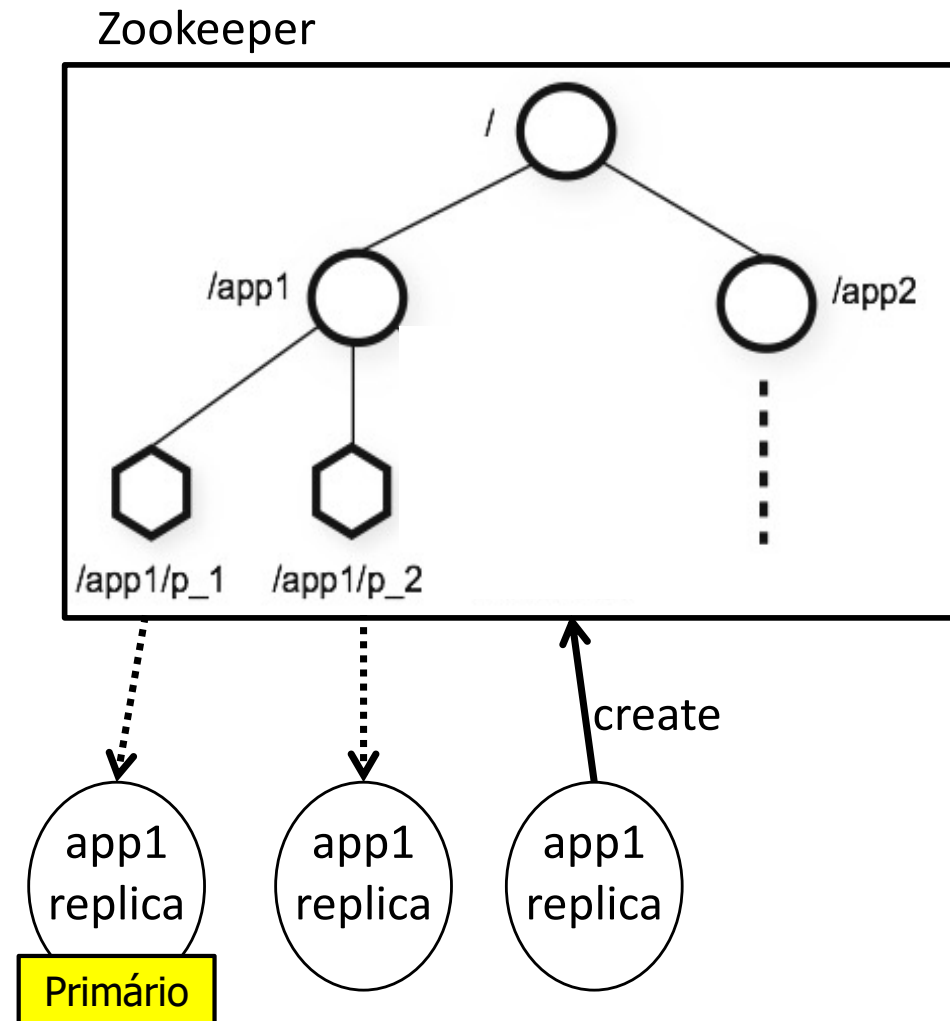 Zookeeper
/
/app1
/app2
/app1/p_1
/app1/p_2
create
app1
replica
app1
replica
app1
replica
Primário